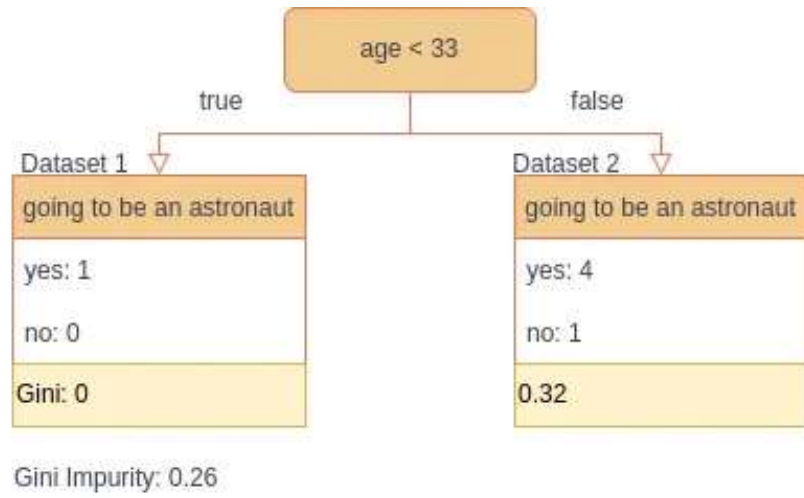 age < 33
true
false
Dataset 1
going to be an astronaut
yes: 1
no: 0
Gini: 0
Dataset 2
going to be an astronaut
yes: 4
no: 1
0.32
Gini Impurity: 0.26